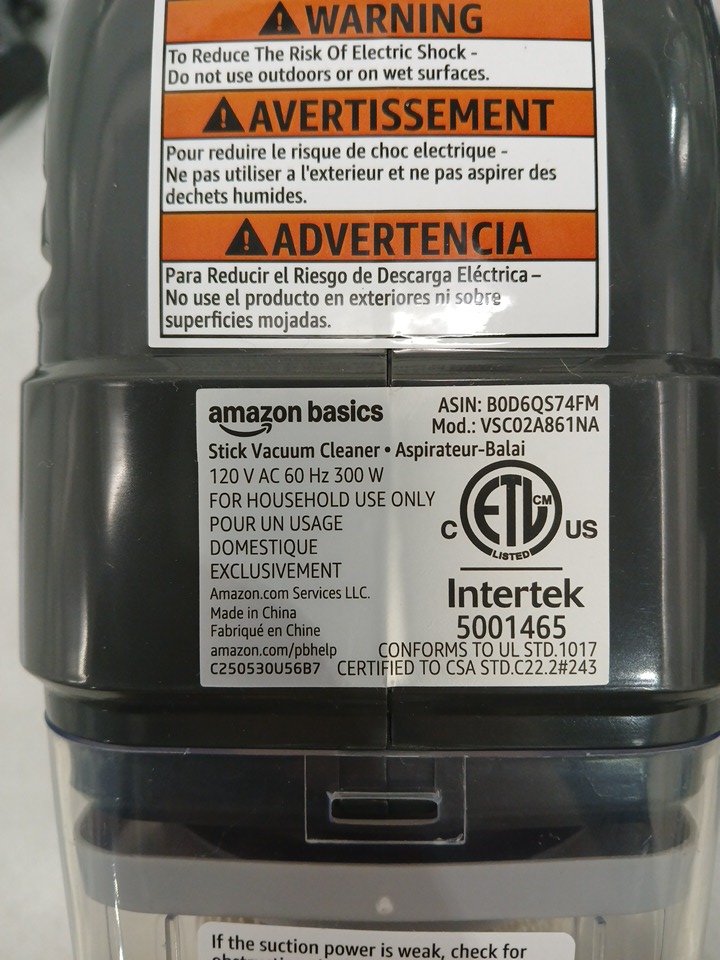 WARNING
To Reduce The Risk Of Electric Shock -
Do not use outdoors or on wet surfaces.
AVERTISSEMENT
Pour reduire le risque de choc electrique -
Ne pas utiliser a l'exterieur et ne pas aspirer des
dechets humides.
ADVERTENCIA
Para Reducir el Riesgo de Descarga Eléctrica –
No use el producto en exteriores ni sobre
superficies mojadas.
amazon basics
ASIN: B0D6QS74FM
Mod.: VSC02A861NA
Stick Vacuum Cleaner • Aspirateur-Balai
120 V AC 60 Hz 300 W
FOR HOUSEHOLD USE ONLY
POUR UN USAGE
DOMESTIQUE
EXCLUSIVEMENT
Amazon.com Services LLC.
Made in China
Fabriqué en Chine
amazon.com/pbhelp
C250530U56B7
ETL CM
C US
LISTED
Intertek
5001465
CONFORMS TO UL STD.1017
CERTIFIED TO CSA STD.C22.2#243
If the suction power is weak, check for